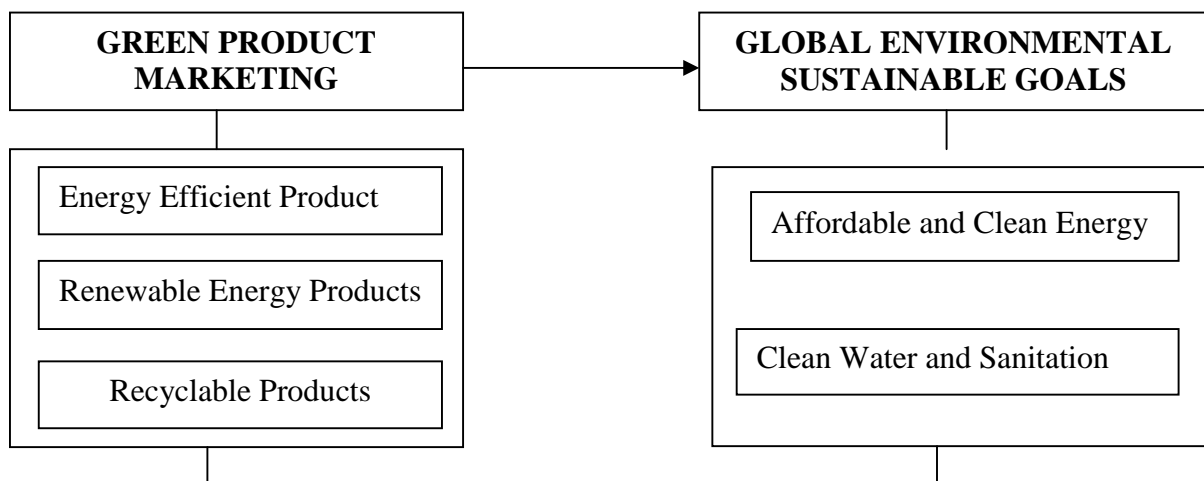 GREEN PRODUCT
MARKETING
GLOBAL ENVIRONMENTAL
SUSTAINABLE GOALS
Energy Efficient Product
Renewable Energy Products
Recyclable Products
Affordable and Clean Energy
Clean Water and Sanitation